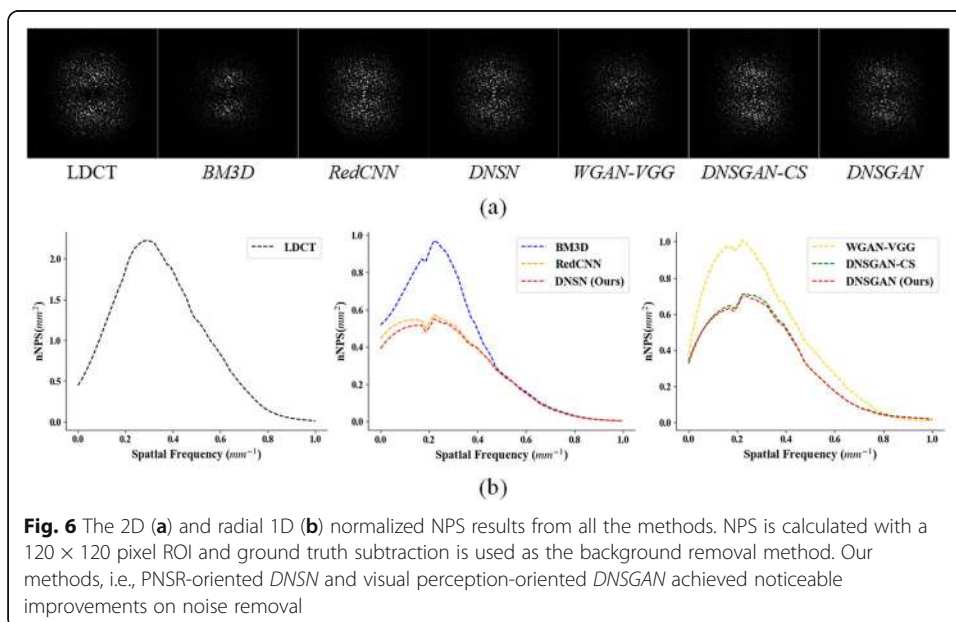 LDCT BM3D RedCNN DNSN WGAN-VGG DNSGAN-CS DNSGAN
(a)
nNPS(mm²)
2.0
1.5
1.0
0.5
0.0
LDCT
0.0 0.2 0.4 0.6 0.8 1.0
Spatial Frequency (mm⁻¹)
nNPS(mm²)
1.0
0.8
0.6
0.4
0.2
0.0
BM3D
RedCNN
DNSN (Ours)
0.0 0.2 0.4 0.6 0.8 1.0
Spatial Frequency (mm⁻¹)
nNPS(mm²)
1.0
0.8
0.6
0.4
0.2
0.0
WGAN-VGG
DNSGAN-CS
DNSGAN (Ours)
0.0 0.2 0.4 0.6 0.8 1.0
Spatial Frequency (mm⁻¹)
(b)
Fig. 6 The 2D (a) and radial 1D (b) normalized NPS results from all the methods. NPS is calculated with a
120 × 120 pixel ROI and ground truth subtraction is used as the background removal method. Our
methods, i.e., PNSR-oriented DNSN and visual perception-oriented DNSGAN achieved noticeable
improvements on noise removal